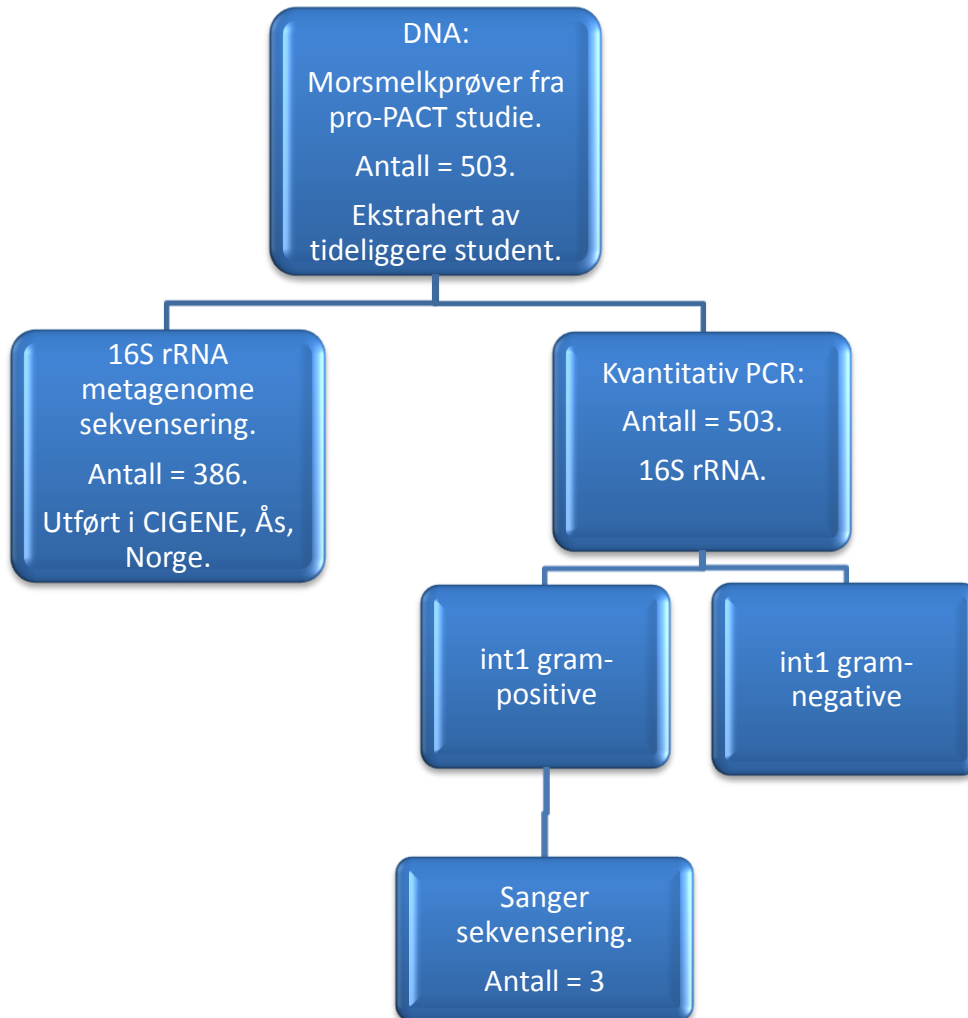 DNA:
Morsmelkprøver fra
pro-PACT studie.
Antall = 503.
Ekstrahert av
tideliggere student.
16S rRNA
metagenome
sekvensering.
Antall = 386.
Utført i CIGENE, Ås,
Norge.
Kvantitativ PCR:
Antall = 503.
16S rRNA.
int1 gram-
positive
int1 gram-
negative
Sanger
sekvensering.
Antall = 3